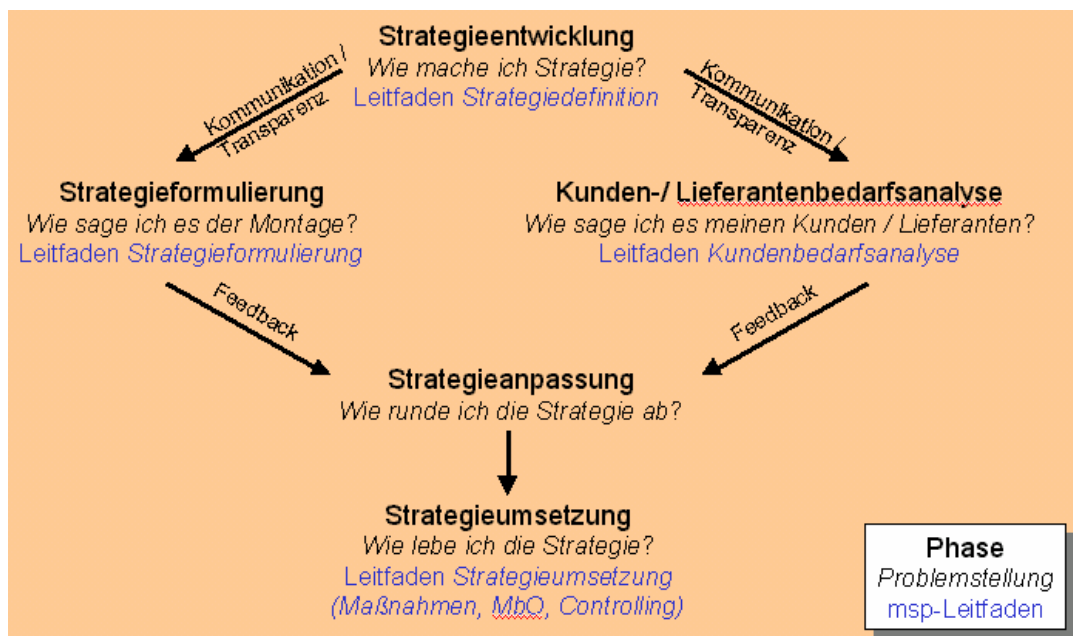 Strategieentwicklung
Wie mache ich Strategie?
Leitfaden Strategiedefinition
Kommunikation /
Transparenz
Kommunikation /
Transparenz
Strategieformulierung
Wie sage ich es der Montage?
Leitfaden Strategieformulierung
Kunden-/ Lieferantenbedarfsanalyse
Wie sage ich es meinen Kunden / Lieferanten?
Leitfaden Kundenbedarfsanalyse
Feedback
Feedback
Strategieanpassung
Wie runde ich die Strategie ab?
Strategieumsetzung
Wie lebe ich die Strategie?
Leitfaden Strategieumsetzung
(Maßnahmen, MbO, Controlling)
Phase
Problemstellung
msp-Leitfaden